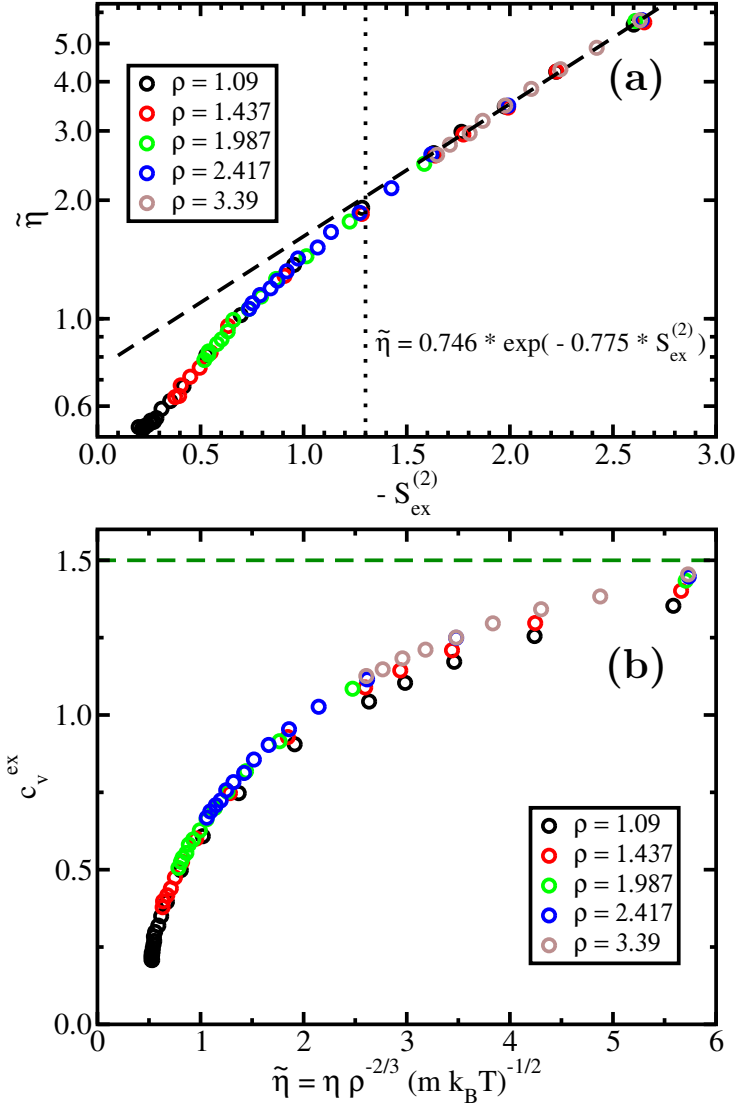 5.0
4.0
3.0
2.0
1.0
0.6
η̃
(a)
ρ = 1.09
ρ = 1.437
ρ = 1.987
ρ = 2.417
ρ = 3.39
η̃ = 0.746 * exp( - 0.775 * S_ex^(2) )
0.0 0.5 1.0 1.5 2.0 2.5 3.0
- S_ex^(2)
1.5
1.0
0.5
0.0
c_v^ex
(b)
ρ = 1.09
ρ = 1.437
ρ = 1.987
ρ = 2.417
ρ = 3.39
0 1 2 3 4 5 6
η̃ = η ρ^-2/3 (m k_B T)^-1/2